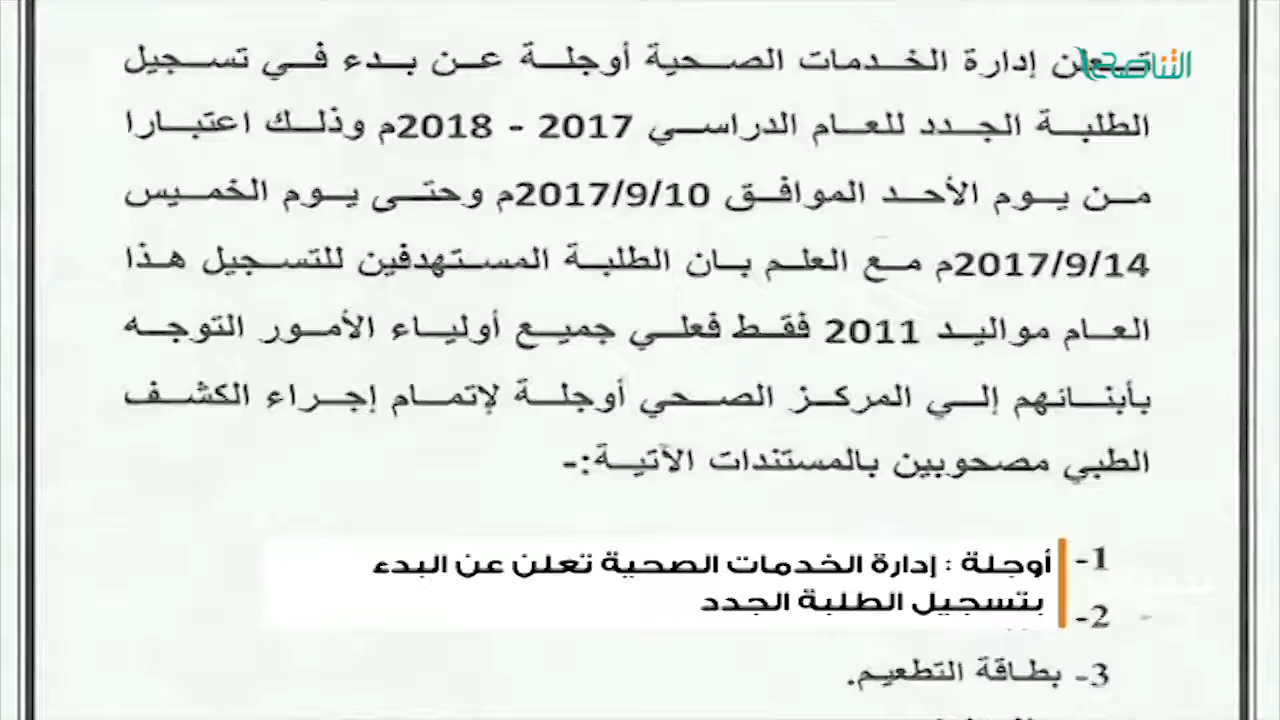 تعلن إدارة الخدمات الصحية أوجلة عن بدء في تسجيل
الطلبة الجدد للعام الدراسي 2017 - 2018م وذلك اعتبارا
من يوم الأحد الموافق 2017/9/10م وحتى يوم الخميس
2017/9/14م مع العلم بان الطلبة المستهدفين للتسجيل هذا
العام مواليد 2011 فقط فعلي جميع أولياء الأمور التوجه
بأبنائهم إلي المركز الصحي أوجلة لإتمام إجراء الكشف
الطبي مصحوبين بالمستندات الآتية:-
1-
أوجلة : إدارة الخدمات الصحية تعلن عن البدء
بتسجيل الطلبة الجدد
2-
3- بطاقة التطعيم.